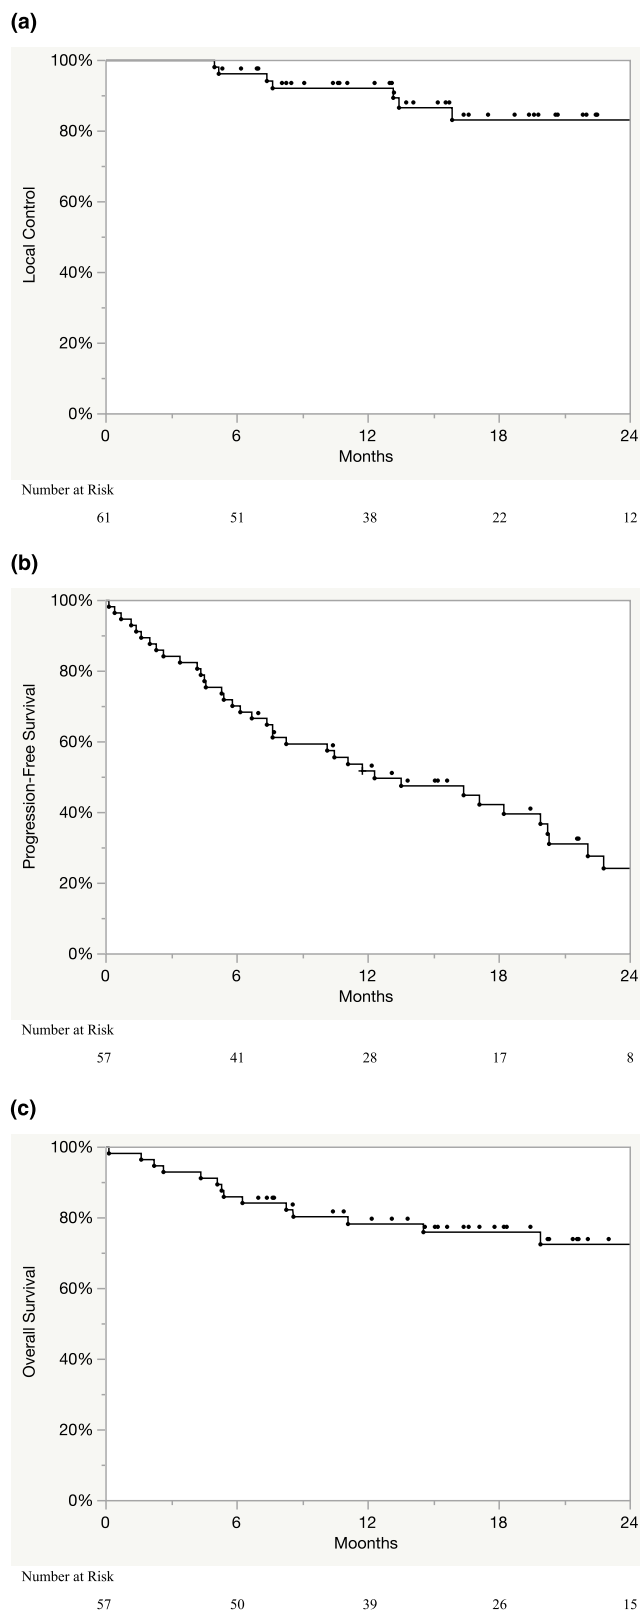 (a)
100%
80%
60%
40%
20%
0%
Local Control
0 6 12 18 24
Months
Number at Risk
61 51 38 22 12
(b)
100%
80%
60%
40%
20%
0%
Progression-Free Survival
0 6 12 18 24
Months
Number at Risk
57 41 28 17 8
(c)
100%
80%
60%
40%
20%
0%
Overall Survival
0 6 12 18 24
Moonths
Number at Risk
57 50 39 26 15